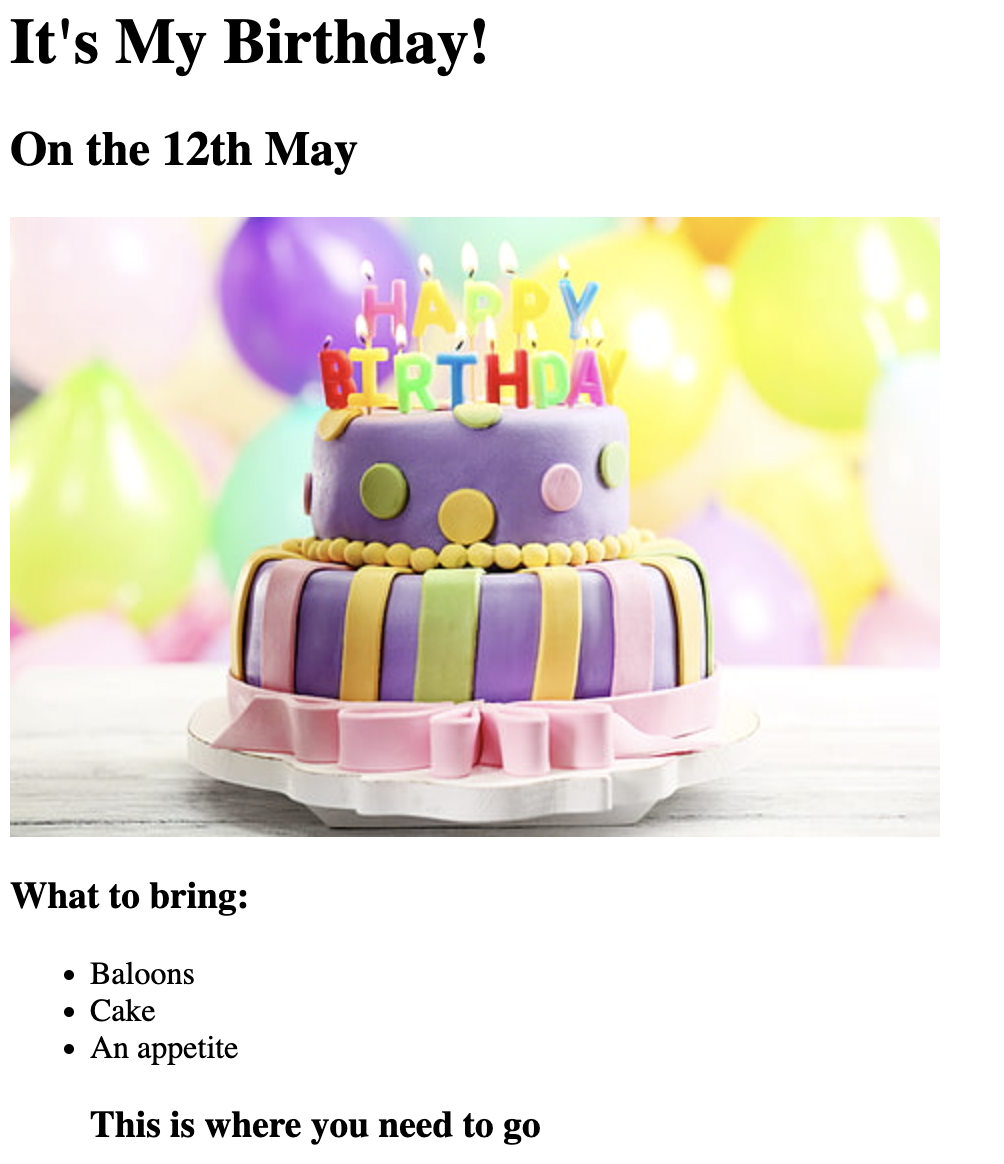 It's My Birthday!
On the 12th May
HAPPY
BIRTHDAY
What to bring:
Baloons
Cake
An appetite
This is where you need to go